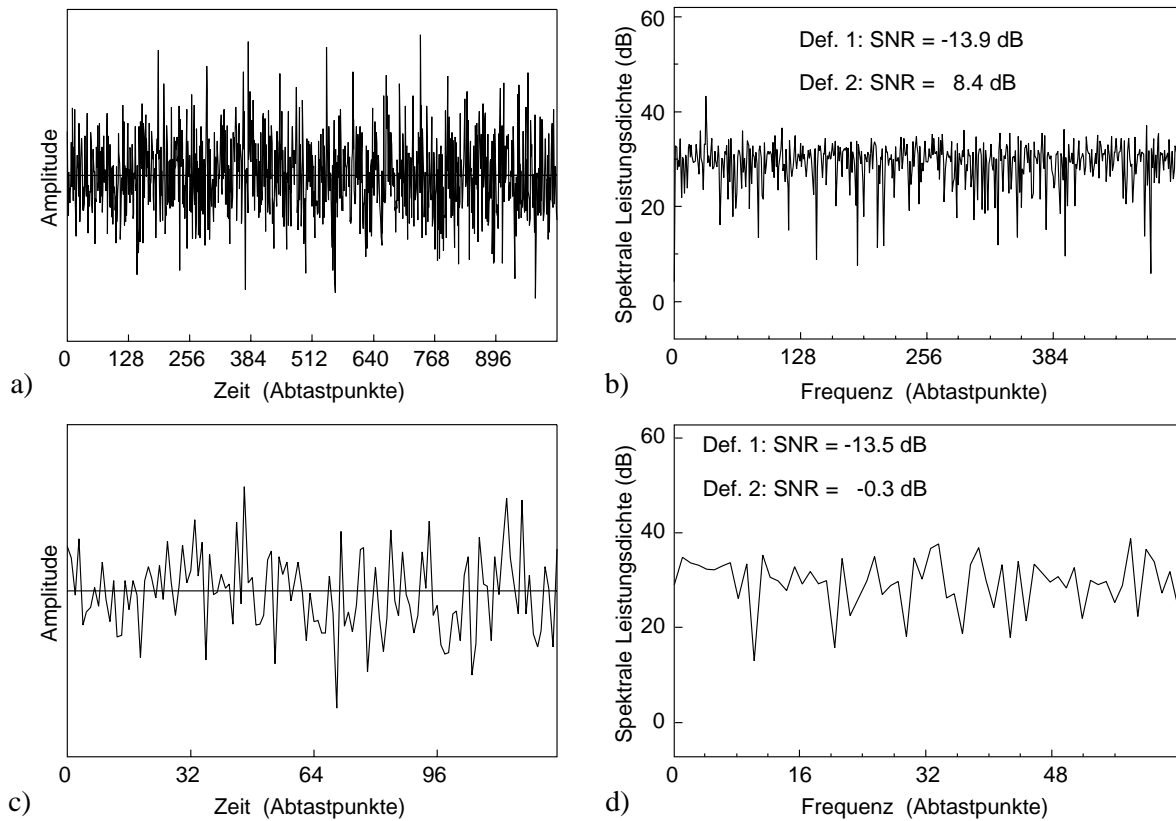 Amplitude
0 128 256 384 512 640 768 896
Zeit (Abtastpunkte)
a)
Spektrale Leistungsdichte (dB)
60
40
20
0
Def. 1: SNR = -13.9 dB
Def. 2: SNR = 8.4 dB
0 128 256 384
Frequenz (Abtastpunkte)
b)
Amplitude
0 32 64 96
Zeit (Abtastpunkte)
c)
Spektrale Leistungsdichte (dB)
60
40
20
0
Def. 1: SNR = -13.5 dB
Def. 2: SNR = -0.3 dB
0 16 32 48
Frequenz (Abtastpunkte)
d)